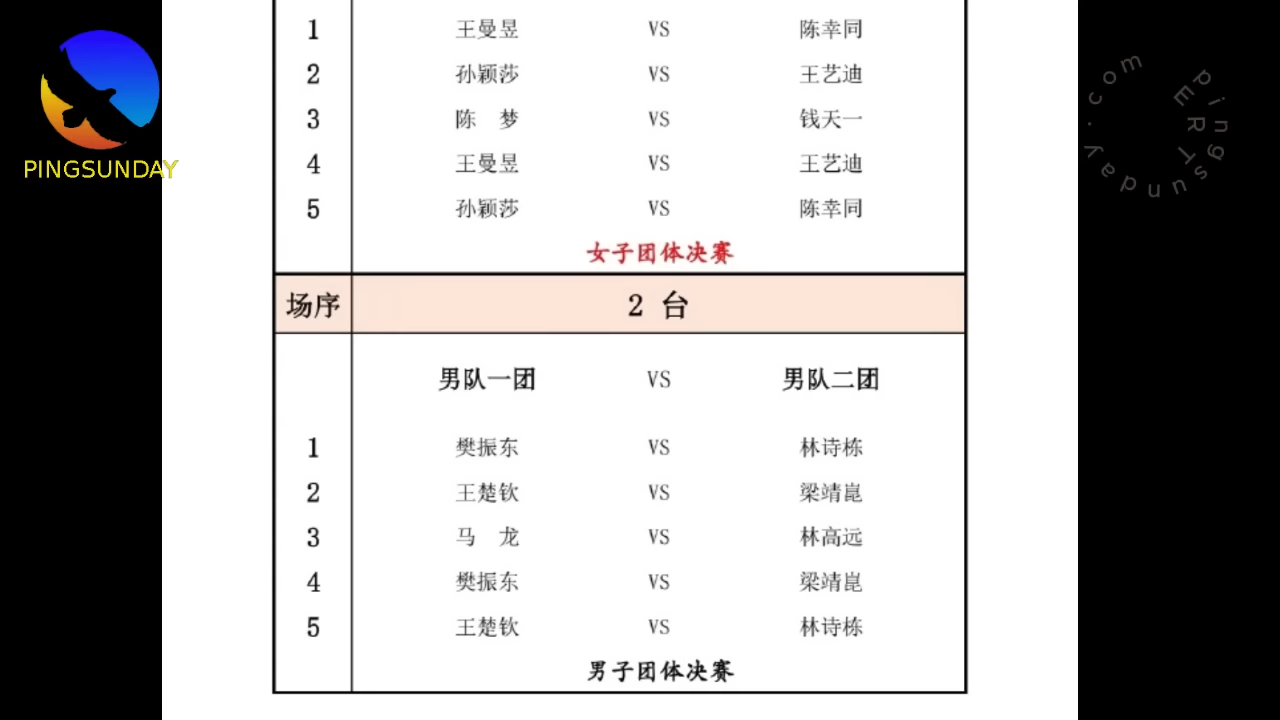 1 王曼昱 VS 陈幸同
2 孙颖莎 VS 王艺迪
3 陈 梦 VS 钱天一
4 王曼昱 VS 王艺迪
5 孙颖莎 VS 陈幸同
女子团体决赛
场序 2 台
男队一团 VS 男队二团
1 樊振东 VS 林诗栋
2 王楚钦 VS 梁靖崑
3 马 龙 VS 林高远
4 樊振东 VS 梁靖崑
5 王楚钦 VS 林诗栋
男子团体决赛
PINGSUNDAY
pingsunday.com
TRE